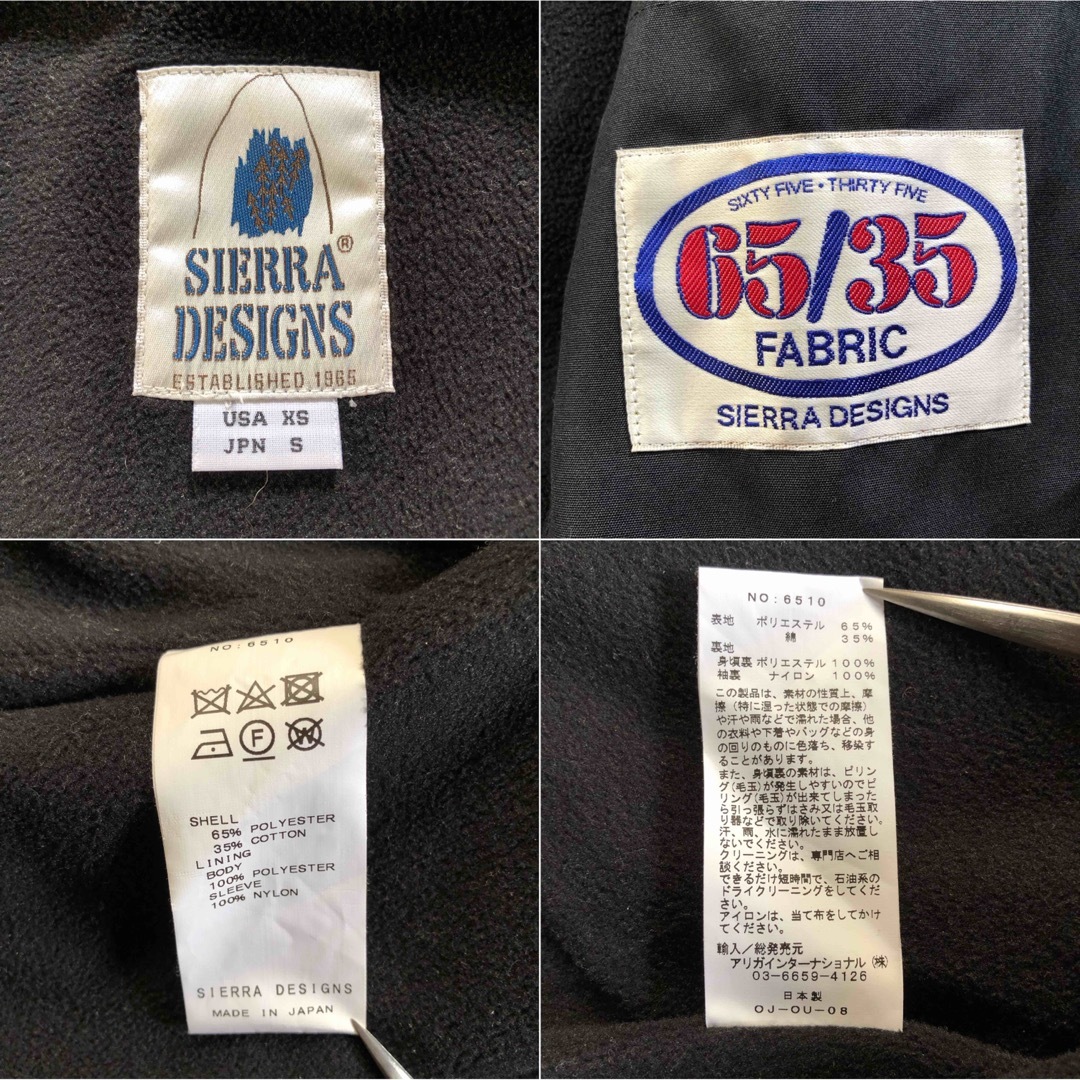 SIERRA®
DESIGNS
ESTABLISHED 1965
USA XS
JPN S
SIXTY FIVE • THIRTY FIVE
65/35
FABRIC
SIERRA DESIGNS
NO:6510
F
W
SHELL
65% POLYESTER
35% COTTON
LINING
BODY
100% POLYESTER
SLEEVE
100% NYLON
SIERRA DESIGNS
MADE IN JAPAN
NO:6510
表地 ポリエステル 65%
綿 35%
裏地
身頃裏 ポリエステル 100%
袖裏 ナイロン 100%
この製品は、素材の性質上、摩
擦(特に湿った状態での摩擦)
や汗や雨などで濡れた場合、他
の衣料や下着やバッグなどの身
の回りのものに色落ち、移染す
ることがあります。
また、身頃裏の素材は、ピリン
グ(毛玉)が発生しやすいのでピ
リング(毛玉)が出来てしまった
ら引っ張らずはさみ又は毛玉取
り器などで取り除いてください。
汗、雨、水に濡れたまま放置し
ないでください。
クリーニングは、専門店へご相
談ください。
できるだけ短時間で、石油系の
ドライクリーニングをしてくだ
さい。
アイロンは、当て布をしてかけ
てください。
輸入/総発売元
アリガインターナショナル(株)
03-6659-4126
日本製
OJ-OU-08